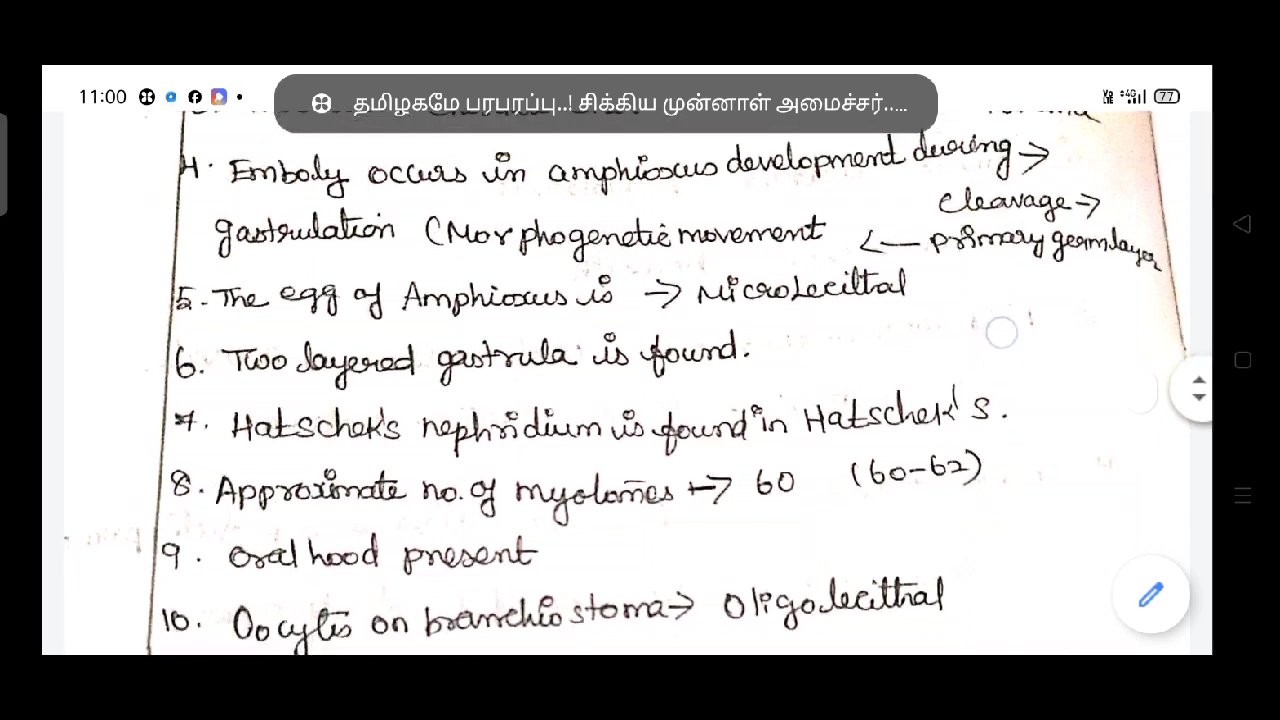 11:00
தமிழகமே பரபரப்பு..! சிக்கிய முன்னாள் அமைச்சர்.....
77
4. Emboly occurs in amphioxus development during →
cleavage →
gastrulation (Morphogenetic movement ← primary germlayer
5. The egg of Amphioxus is → Microlecithal
6. Two layered gastrula is found.
7. Hatschek's nephridium is found in Hatschek's.
8. Approximate no. of myotomes → 60 (60-62)
9. Oral hood present
10. Oocytes on branchiostoma → Oligolecithal